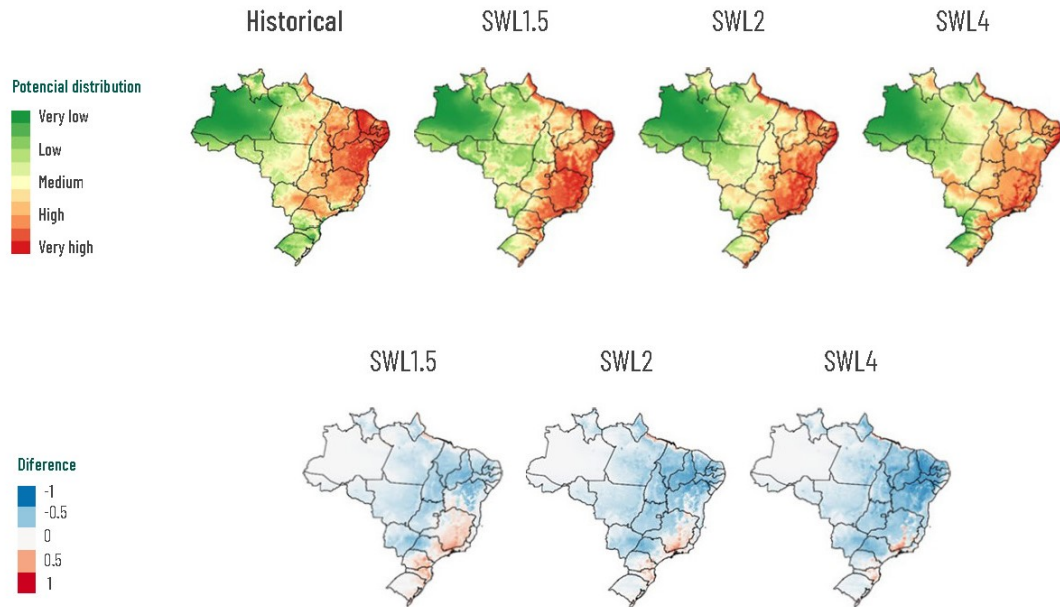 Historical
SWL1.5
SWL2
SWL4
Potencial distribution
Very low
Low
Medium
High
Very high
SWL1.5
SWL2
SWL4
Diference
-1
-0.5
0
0.5
1